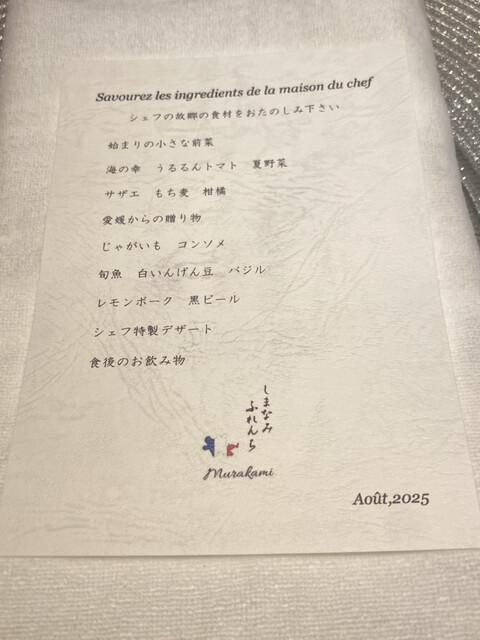 Savourez les ingredients de la maison du chef
シェフの故郷の食材をおたのしみ下さい
始まりの小さな前菜
海の幸　うるるんトマト　夏野菜
サザエ　もち麦　柑橘
愛媛からの贈り物
じゃがいも　コンソメ
旬魚　白いんげん豆　バジル
レモンポーク　黒ビール
シェフ特製デザート
食後のお飲み物
しまなみ
ふれんち
Murakami
Août,2025